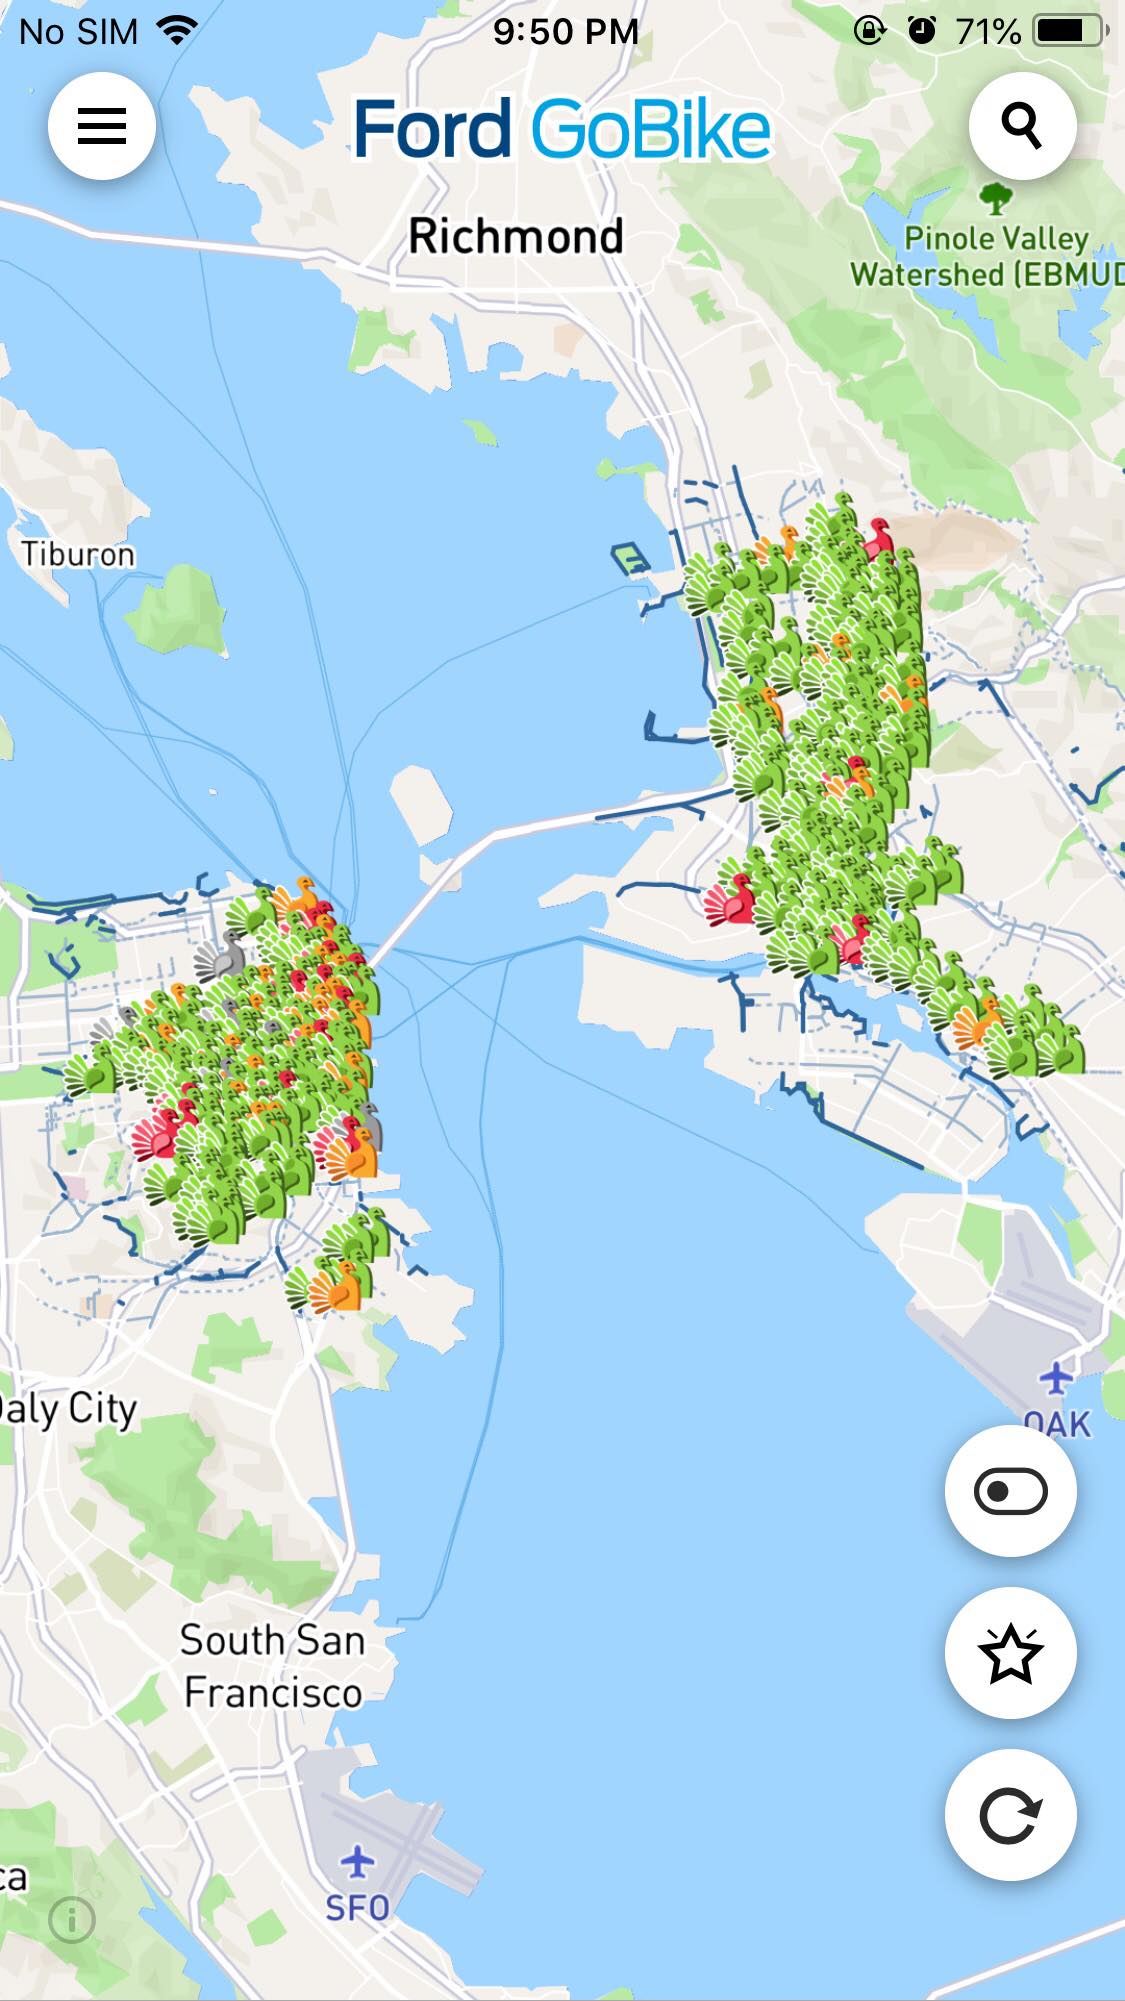 No SIM
9:50 PM
71%
Ford GoBike
Richmond
Pinole Valley
Watershed (EBMUD
Tiburon
Daly City
OAK
South San
Francisco
SFO
ca